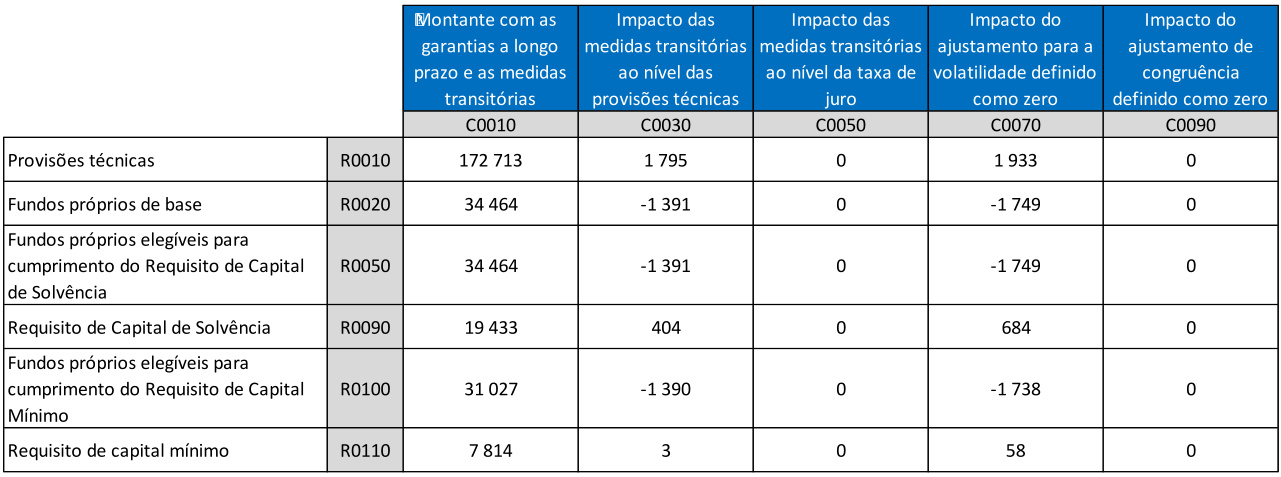 Montante com as
garantias a longo
prazo e as medidas
transitórias
Impacto das
medidas transitórias
ao nível das
provisões técnicas
Impacto das
medidas transitórias
ao nível da taxa de
juro
Impacto do
ajustamento para a
volatilidade definido
como zero
Impacto do
ajustamento de
congruência
definido como zero
C0010 C0030 C0050 C0070 C0090
Provisões técnicas R0010 172 713 1 795 0 1 933 0
Fundos próprios de base R0020 34 464 -1 391 0 -1 749 0
Fundos próprios elegíveis para
cumprimento do Requisito de Capital
de Solvência
R0050 34 464 -1 391 0 -1 749 0
Requisito de Capital de Solvência R0090 19 433 404 0 684 0
Fundos próprios elegíveis para
cumprimento do Requisito de Capital
Mínimo
R0100 31 027 -1 390 0 -1 738 0
Requisito de capital mínimo R0110 7 814 3 0 58 0